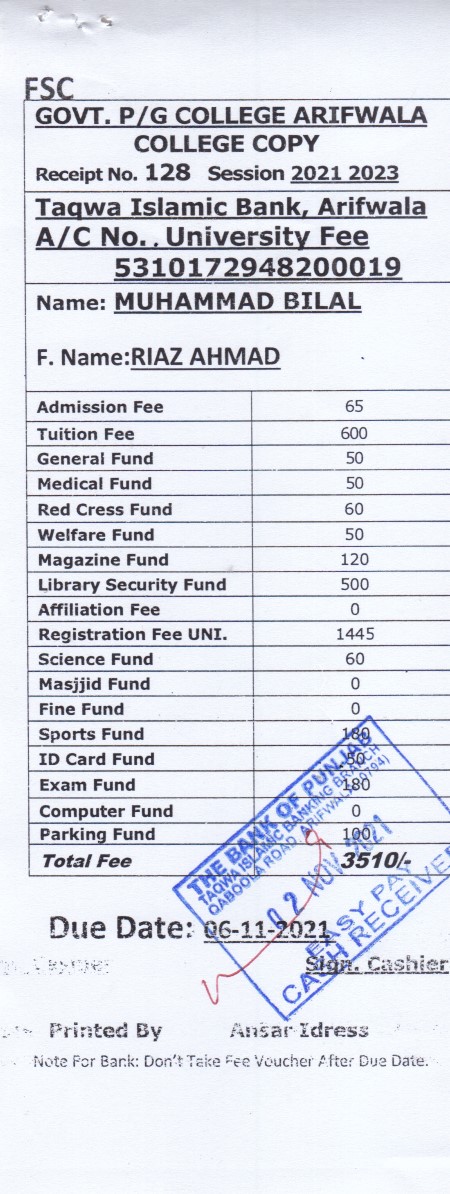 FSC
GOVT. P/G COLLEGE ARIFWALA
COLLEGE COPY
Receipt No. 128 Session 2021 2023
Taqwa Islamic Bank, Arifwala
A/C No.. University Fee
5310172948200019
Name: MUHAMMAD BILAL
F. Name:RIAZ AHMAD
Admission Fee 65
Tuition Fee 600
General Fund 50
Medical Fund 50
Red Cress Fund 60
Welfare Fund 50
Magazine Fund 120
Library Security Fund 500
Affiliation Fee 0
Registration Fee UNI. 1445
Science Fund 60
Masjjid Fund 0
Fine Fund 0
Sports Fund 180
ID Card Fund 50
Exam Fund 180
Computer Fund 0
Parking Fund 100
Total Fee 3510/-
THE BANK OF PUNJAB
TAQWA ISLAMIC BANKING BRANCH
QABOOLA ROAD ARIFWALA (0794)
02 NOV 2021
EASY PAY
CASH RECEIVED
Due Date: 06-11-2021
Sign. Cashier
Printed By Ansar Idress
Note For Bank: Don't Take Fee Voucher After Due Date.